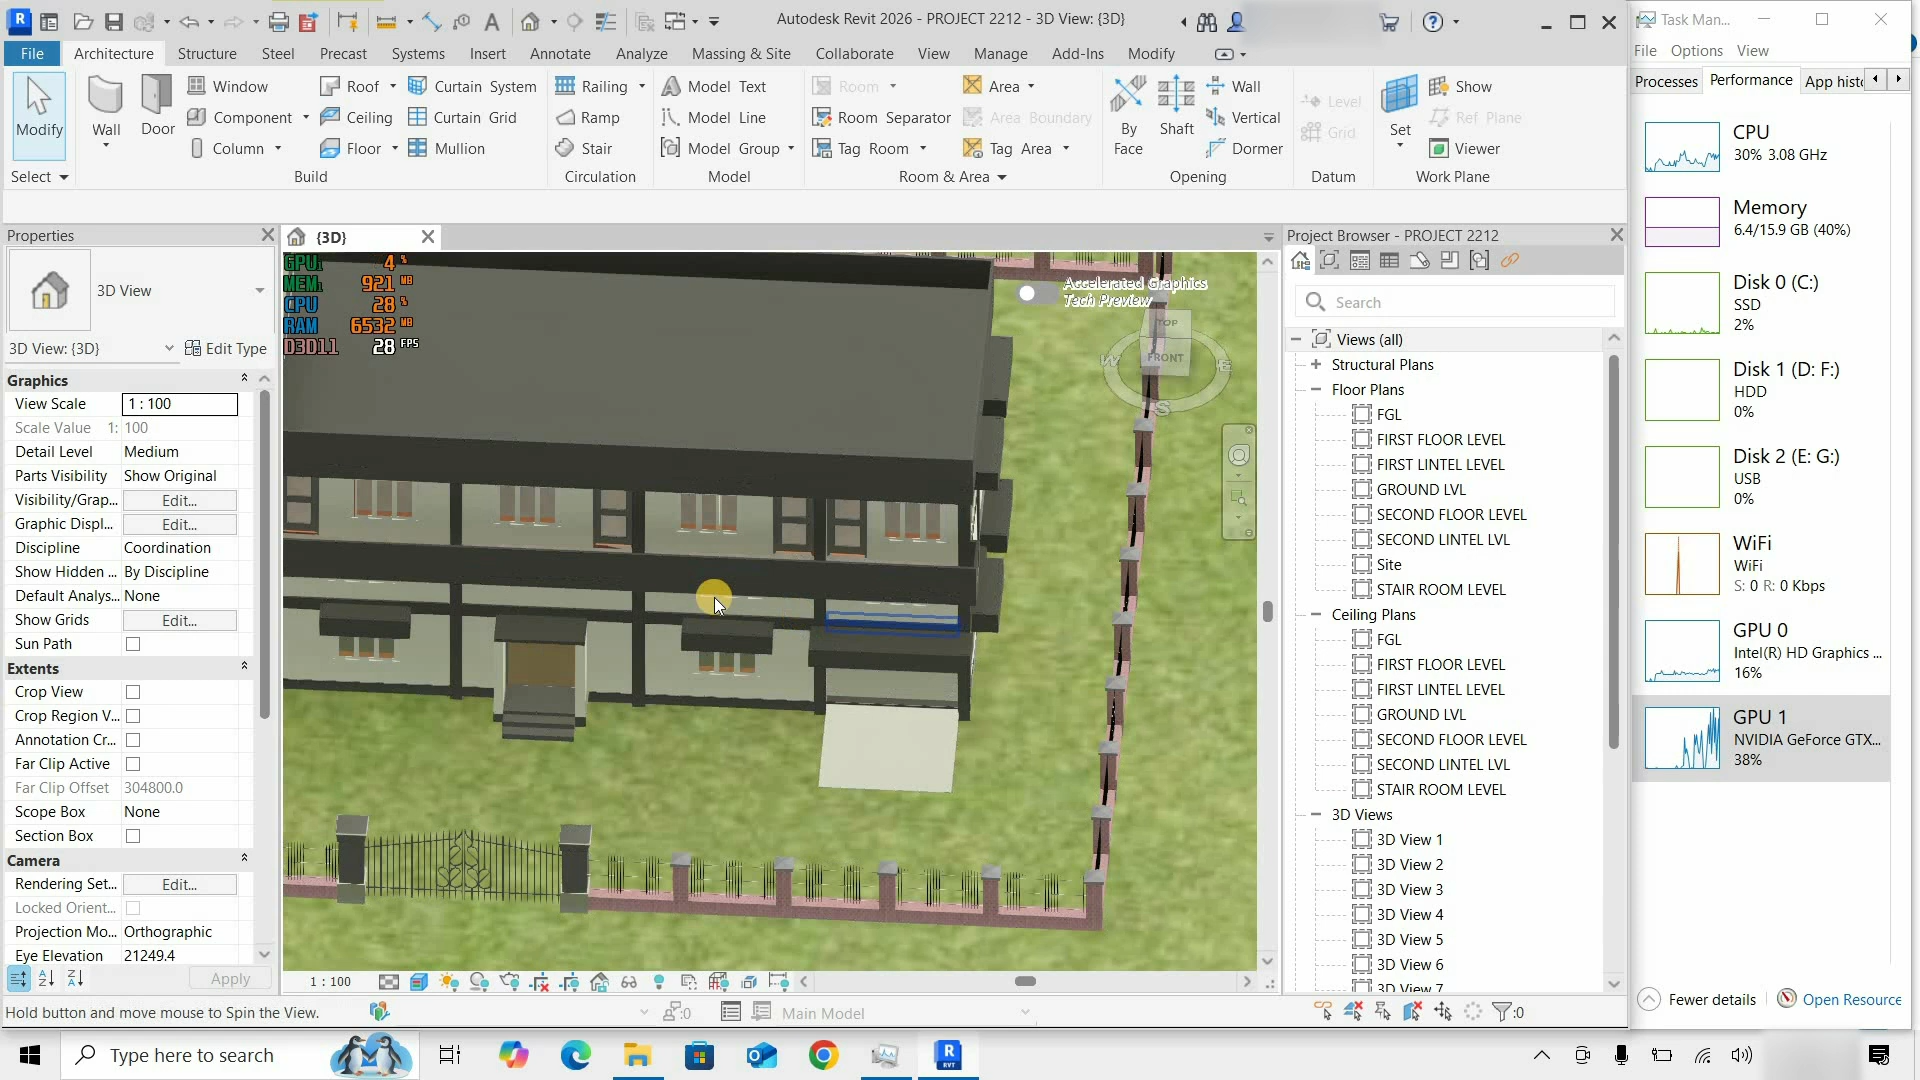 Autodesk Revit 2026 - PROJECT 2212 - 3D View: {3D}
File Architecture Structure Steel Precast Systems Insert Annotate Analyze Massing & Site Collaborate View Manage Add-Ins Modify
Modify
Select
Wall
Door
Window
Component
Column
Roof
Ceiling
Floor
Curtain System
Curtain Grid
Mullion
Build
Railing
Ramp
Stair
Circulation
Model Text
Model Line
Model Group
Model
Room
Room Separator
Tag Room
Area
Area Boundary
Tag Area
Room & Area
By Face
Shaft
Wall
Vertical
Dormer
Opening
Level
Grid
Datum
Set
Show
Ref Plane
Viewer
Work Plane
Properties
3D View
3D View: {3D}
Edit Type
Graphics
View Scale 1 : 100
Scale Value 1: 100
Detail Level Medium
Parts Visibility Show Original
Visibility/Grap... Edit...
Graphic Displ... Edit...
Discipline Coordination
Show Hidden ... By Discipline
Default Analys... None
Show Grids Edit...
Sun Path
Extents
Crop View
Crop Region V...
Annotation Cr...
Far Clip Active
Far Clip Offset 304800.0
Scope Box None
Section Box
Camera
Rendering Set... Edit...
Locked Orient...
Projection Mo... Orthographic
Eye Elevation 21249.4
Apply
{3D}
GPU1 4 %
MEM1 921 MB
CPU 28 %
RAM 6532 MB
D3D11 28 FPS
Accelerated Graphics
Tech Preview
TOP
FRONT
W
E
S
1 : 100
Project Browser - PROJECT 2212
Search
Views (all)
Structural Plans
Floor Plans
FGL
FIRST FLOOR LEVEL
FIRST LINTEL LEVEL
GROUND LVL
SECOND FLOOR LEVEL
SECOND LINTEL LVL
Site
STAIR ROOM LEVEL
Ceiling Plans
FGL
FIRST FLOOR LEVEL
FIRST LINTEL LEVEL
GROUND LVL
SECOND FLOOR LEVEL
SECOND LINTEL LVL
STAIR ROOM LEVEL
3D Views
3D View 1
3D View 2
3D View 3
3D View 4
3D View 5
3D View 6
3D View 7
Hold button and move mouse to Spin the View.
:0
Main Model
:0
Task Man...
File Options View
Processes Performance App histo
CPU
30% 3.08 GHz
Memory
6.4/15.9 GB (40%)
Disk 0 (C:)
SSD
2%
Disk 1 (D: F:)
HDD
0%
Disk 2 (E: G:)
USB
0%
WiFi
WiFi
S: 0 R: 0 Kbps
GPU 0
Intel(R) HD Graphics ...
16%
GPU 1
NVIDIA GeForce GTX...
38%
Fewer details
Open Resource
Type here to search
R
RVT